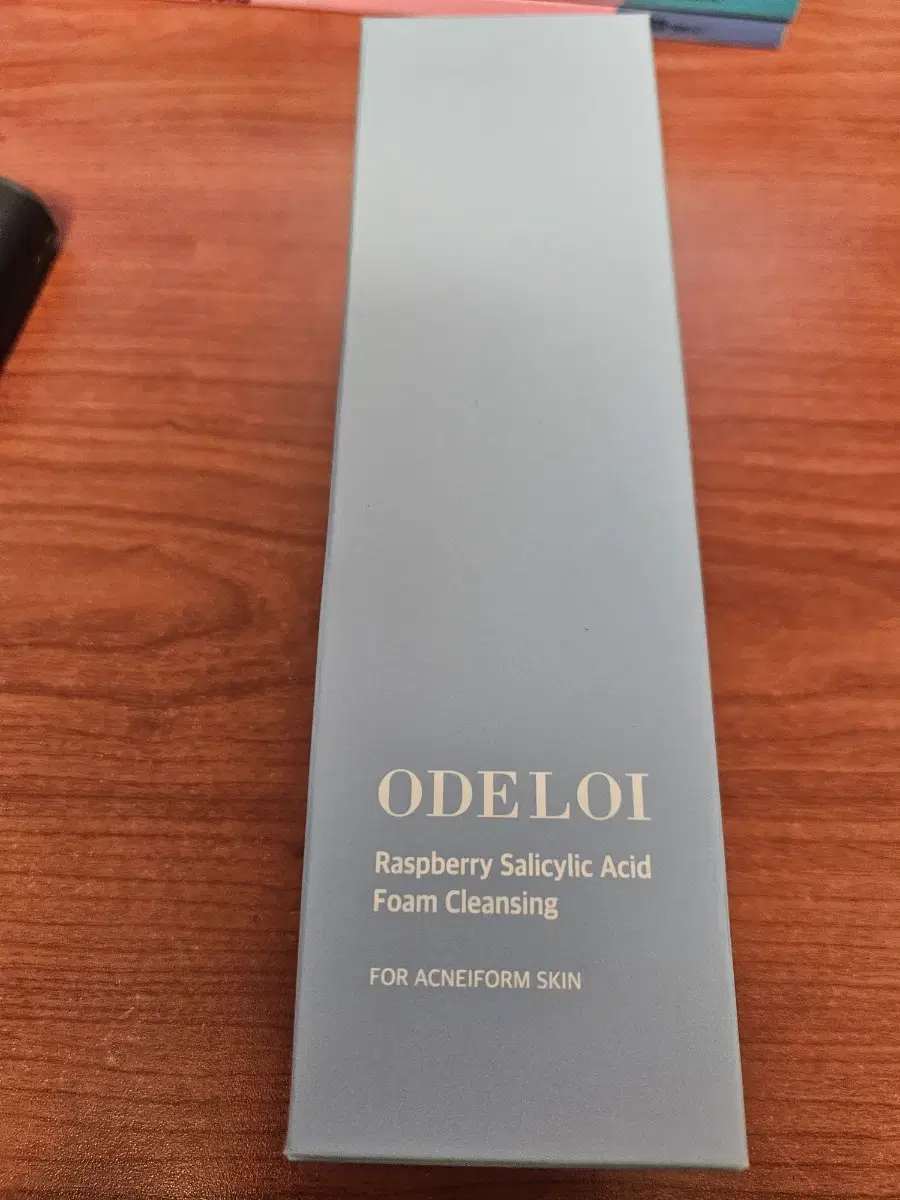 ODELOI
Raspberry Salicylic Acid
Foam Cleansing
FOR ACNEIFORM SKIN